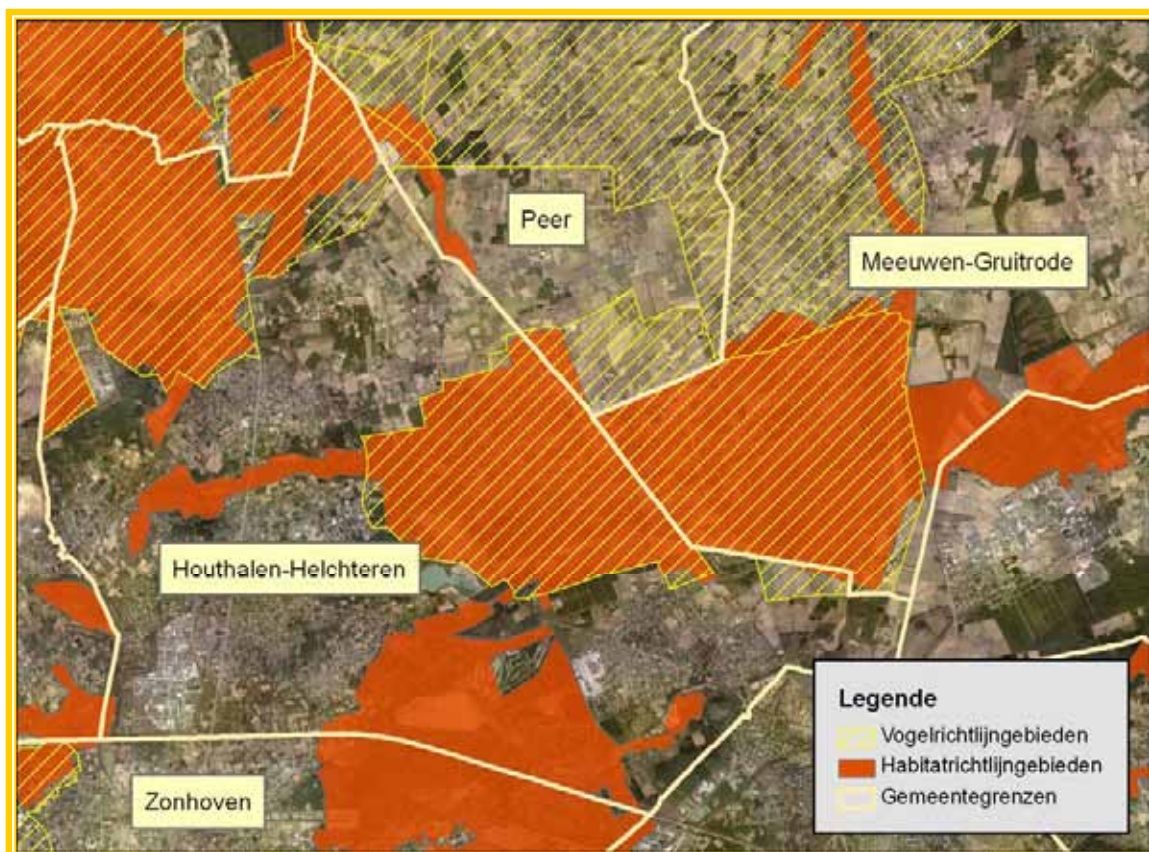 Peer
Meeuwen-Gruitrode
Houthalen-Helchteren
Zonhoven
Legende
Vogelrichtlijngebieden
Habitatrichtlijngebieden
Gemeentegrenzen